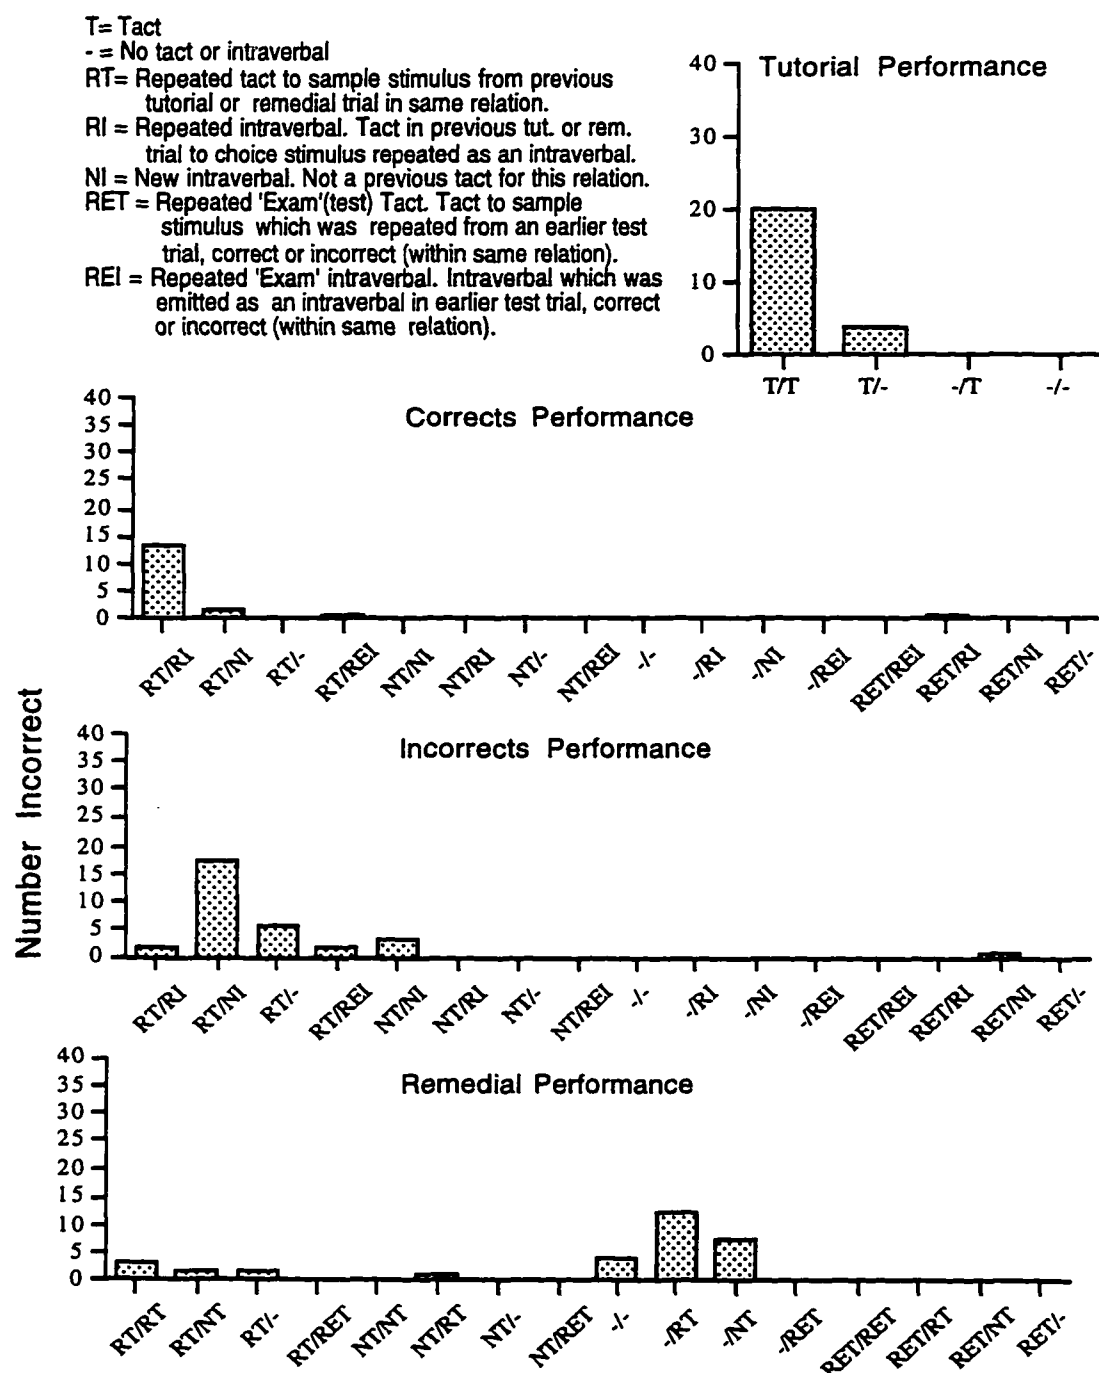 T= Tact
- = No tact or intraverbal
RT= Repeated tact to sample stimulus from previous
tutorial or remedial trial in same relation.
RI = Repeated intraverbal. Tact in previous tut. or rem.
trial to choice stimulus repeated as an intraverbal.
NI = New intraverbal. Not a previous tact for this relation.
RET = Repeated 'Exam'(test) Tact. Tact to sample
stimulus which was repeated from an earlier test
trial, correct or incorrect (within same relation).
REI = Repeated 'Exam' intraverbal. Intraverbal which was
emitted as an intraverbal in earlier test trial, correct
or incorrect (within same relation).
Tutorial Performance
40
30
20
10
0
T/T T/- -/T -/-
Corrects Performance
40
35
30
25
20
15
10
5
0
RT/RI RT/NI RT/- RT/REI NT/NI NT/RI NT/- NT/REI -/- -/RI -/NI -/REI RET/REI RET/RI RET/NI RET/-
Number Incorrect
Incorrects Performance
40
35
30
25
20
15
10
5
0
RT/RI RT/NI RT/- RT/REI NT/NI NT/RI NT/- NT/REI -/- -/RI -/NI -/REI RET/REI RET/RI RET/NI RET/-
Remedial Performance
40
35
30
25
20
15
10
5
0
RT/RT RT/NT RT/- RT/RET NT/NT NT/RT NT/- NT/RET -/- -/RT -/NT -/RET RET/RET RET/RT RET/NT RET/-